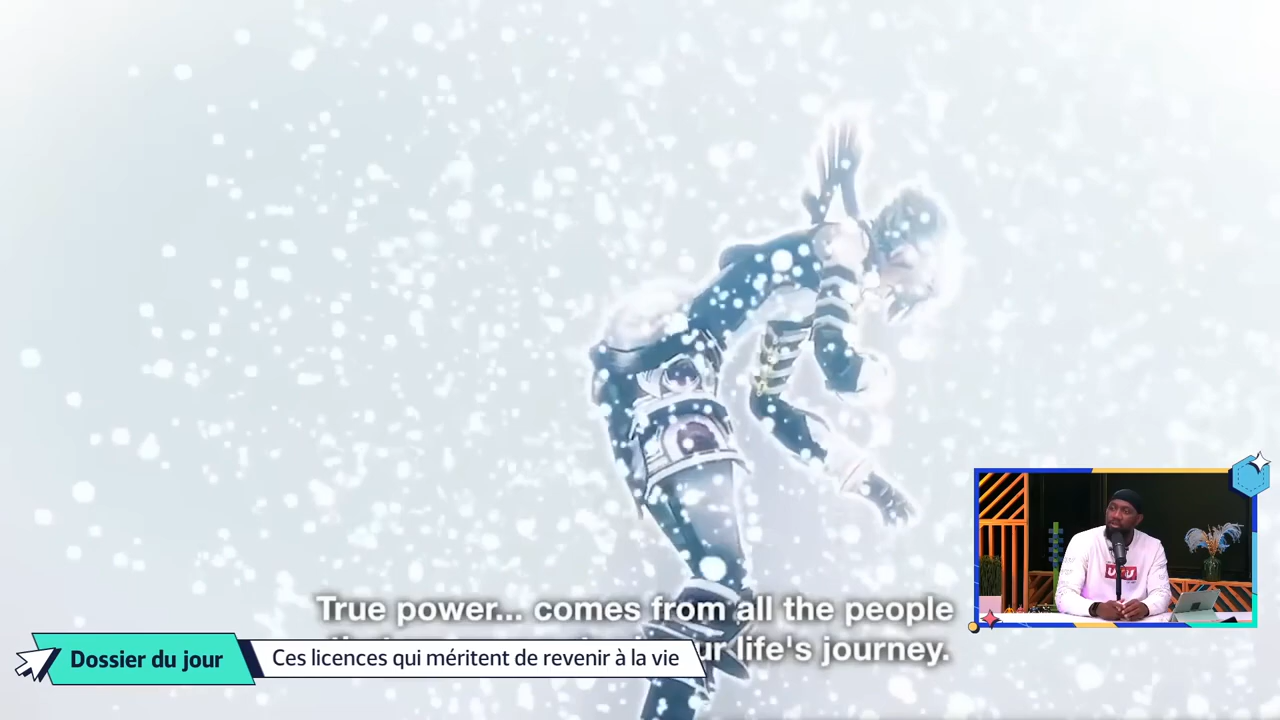 True power... comes from all the people
life's journey.
Dossier du jour
Ces licences qui méritent de revenir à la vie